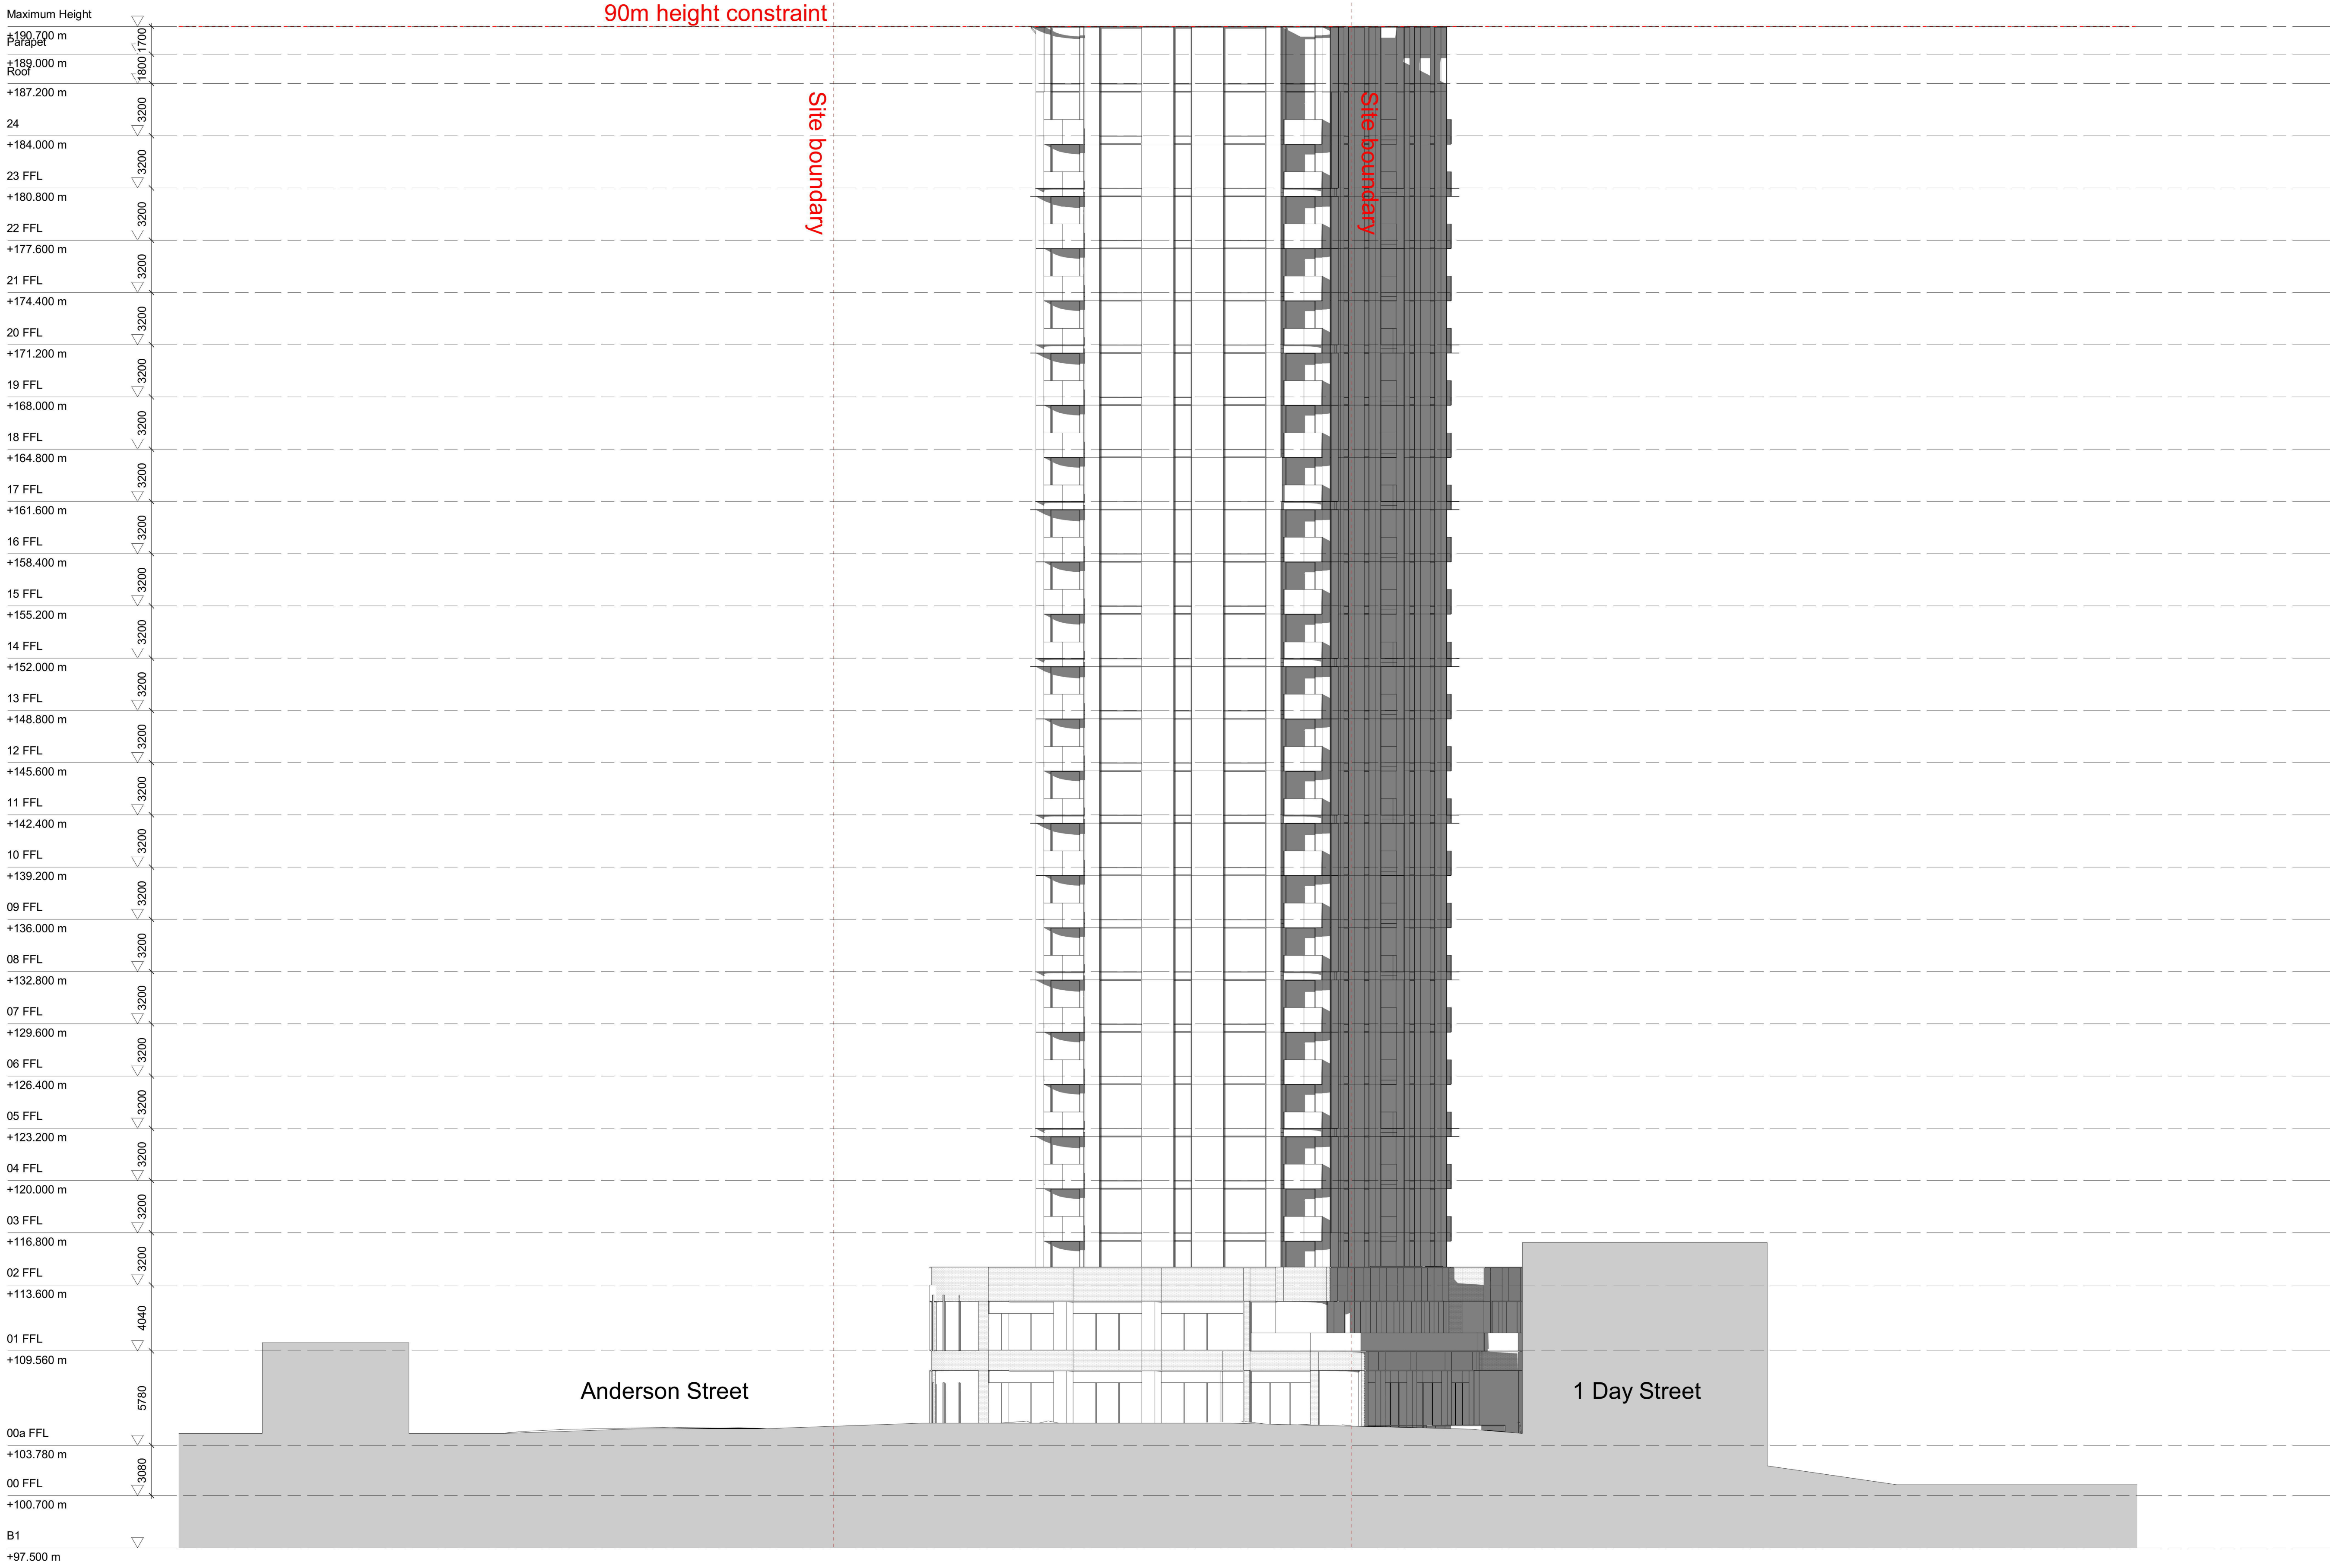 Maximum Height
90m height constraint
+190.700 m
1700
Parapet
+189.000 m
1800
Roof
+187.200 m
3200
Site boundary
Site boundary
24
+184.000 m
3200
23 FFL
+180.800 m
3200
22 FFL
+177.600 m
3200
21 FFL
+174.400 m
3200
20 FFL
+171.200 m
3200
19 FFL
+168.000 m
3200
18 FFL
+164.800 m
3200
17 FFL
+161.600 m
3200
16 FFL
+158.400 m
3200
15 FFL
+155.200 m
3200
14 FFL
+152.000 m
3200
13 FFL
+148.800 m
3200
12 FFL
+145.600 m
3200
11 FFL
+142.400 m
3200
10 FFL
+139.200 m
3200
09 FFL
+136.000 m
3200
08 FFL
+132.800 m
3200
07 FFL
+129.600 m
3200
06 FFL
+126.400 m
3200
05 FFL
+123.200 m
3200
04 FFL
+120.000 m
3200
03 FFL
+116.800 m
3200
02 FFL
+113.600 m
4040
01 FFL
+109.560 m
5780
Anderson Street
1 Day Street
00a FFL
+103.780 m
3080
00 FFL
+100.700 m
B1
+97.500 m